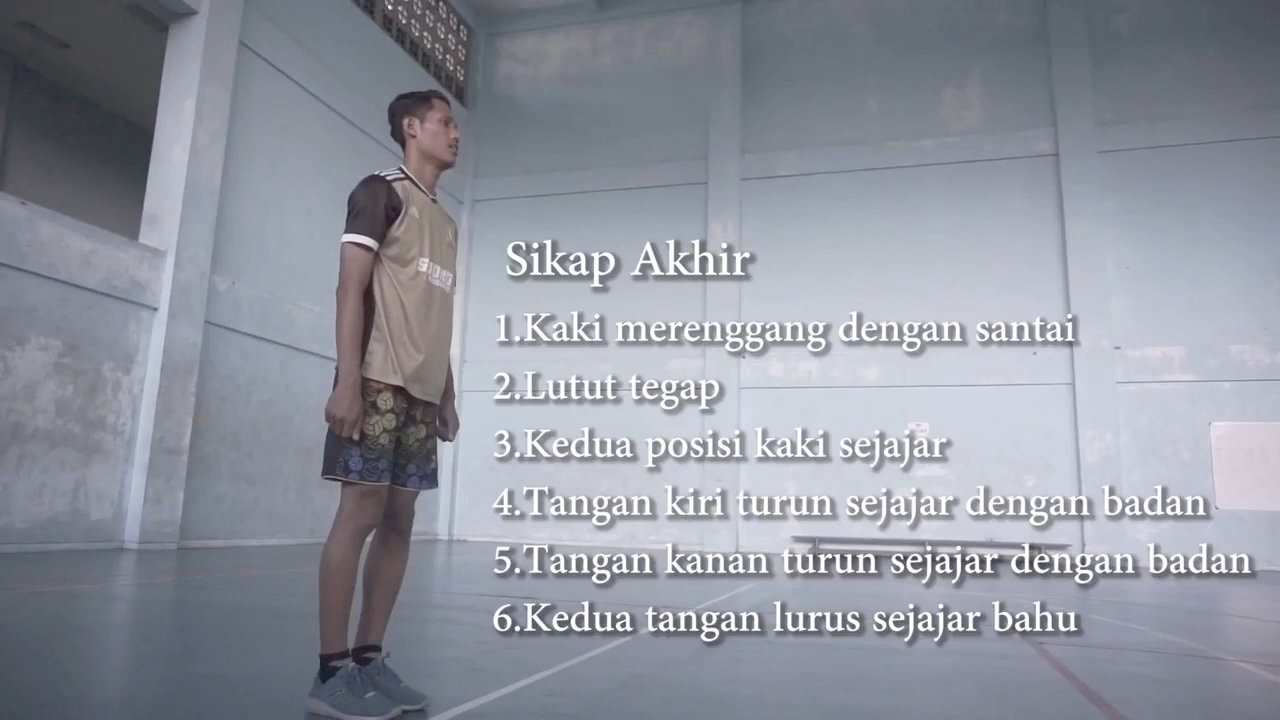 Sikap Akhir
1.Kaki merenggang dengan santai
2.Lutut tegap
3.Kedua posisi kaki sejajar
4.Tangan kiri turun sejajar dengan badan
5.Tangan kanan turun sejajar dengan badan
6.Kedua tangan lurus sejajar bahu